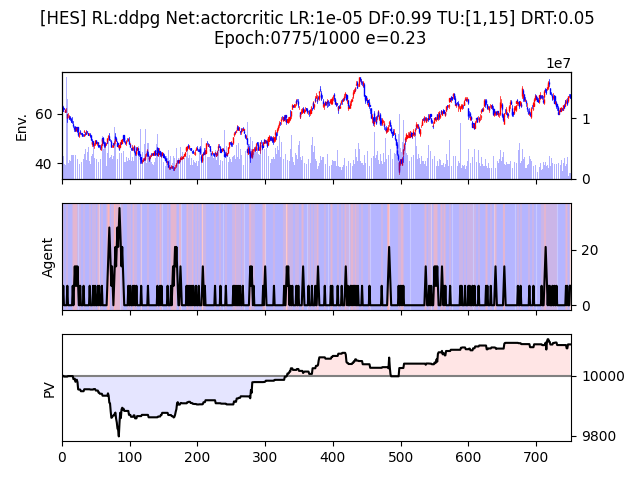 [HES] RL:ddpg Net:actorcritic LR:1e-05 DF:0.99 TU:[1,15] DRT:0.05
Epoch:0775/1000 e=0.23
1e7
Env.
60
40
1
0
Agent
20
0
PV
10000
9800
0 100 200 300 400 500 600 700